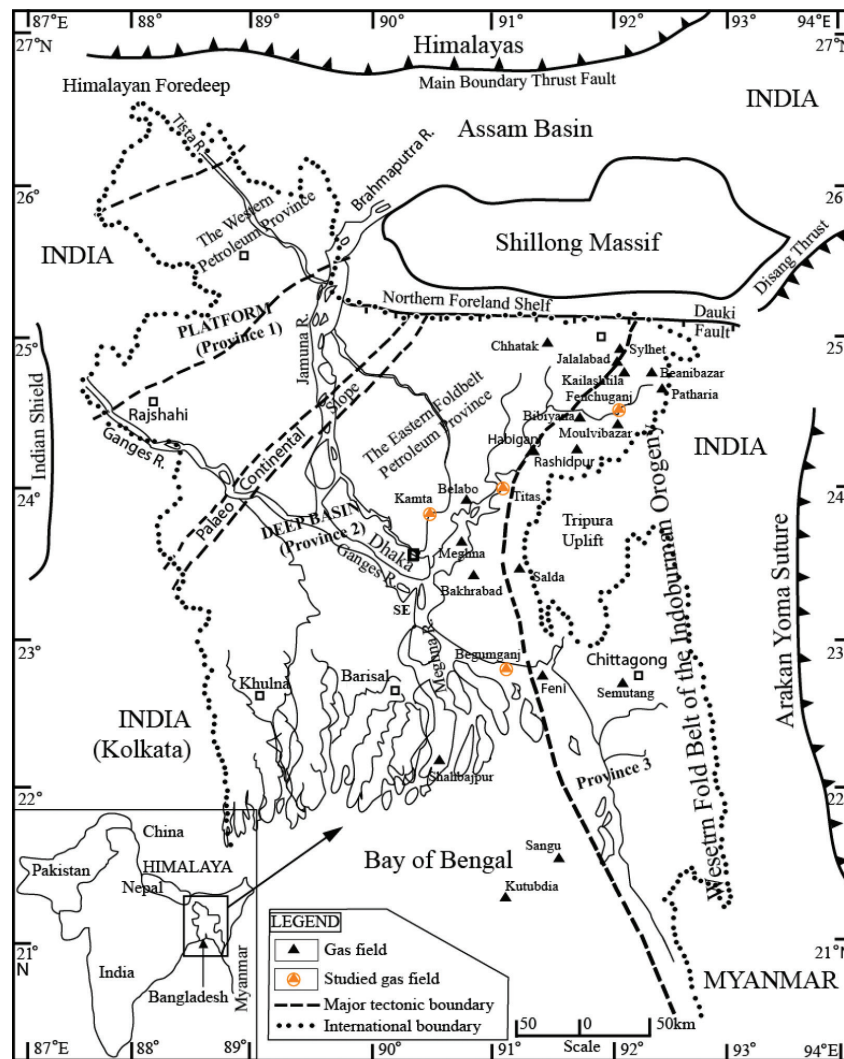 87°E
88°
89°
90°
91°
92°
93°
94°E
27°N
27°N
Himalayas
Main Boundary Thrust Fault
Himalayan Foredeep
INDIA
Assam Basin
Tista R.
Brahmaputra R.
26°
26°
The Western
Petroleum Province
INDIA
Shillong Massif
Disang Thrust
Northern Foreland Shelf
Dauki
Fault
PLATFORM
(Province 1)
Jamuna R.
25°
25°
Chhatak
Jalalabad
Sylhet
Kailashtila
Beanibazar
Fenchuganj
Patharia
Indian Shield
Rajshahi
Ganges R.
Palaeo Continental Slope
The Eastern Foldbelt
Petroleum Province
Bibiyana
Moulvibazar
Habiganj
Rashidpur
INDIA
24°
24°
Kamta
Belabo
Titas
DEEP BASIN
(Province 2)
Dhaka
Ganges R.
Meghna
Tripura
Uplift
Salda
Bakhrabad
SE
Wesetrn Fold Belt of the Indoburman Orogeny
Arakan Yoma Suture
23°
23°
Meghna R.
Begumganj
Chittagong
Khulna
Barisal
Feni
Semutang
INDIA
(Kolkata)
Shahbajpur
Province 3
22°
22°
Bay of Bengal
Sangu
Kutubdia
China
Pakistan
HIMALAYA
Nepal
India
Bangladesh
Myanmar
21°
N
21°
N
MYANMAR
LEGEND
Gas field
Studied gas field
Major tectonic boundary
International boundary
50
0
50km
Scale
87°E
88°
89°
90°
91°
92°
93°
94°E